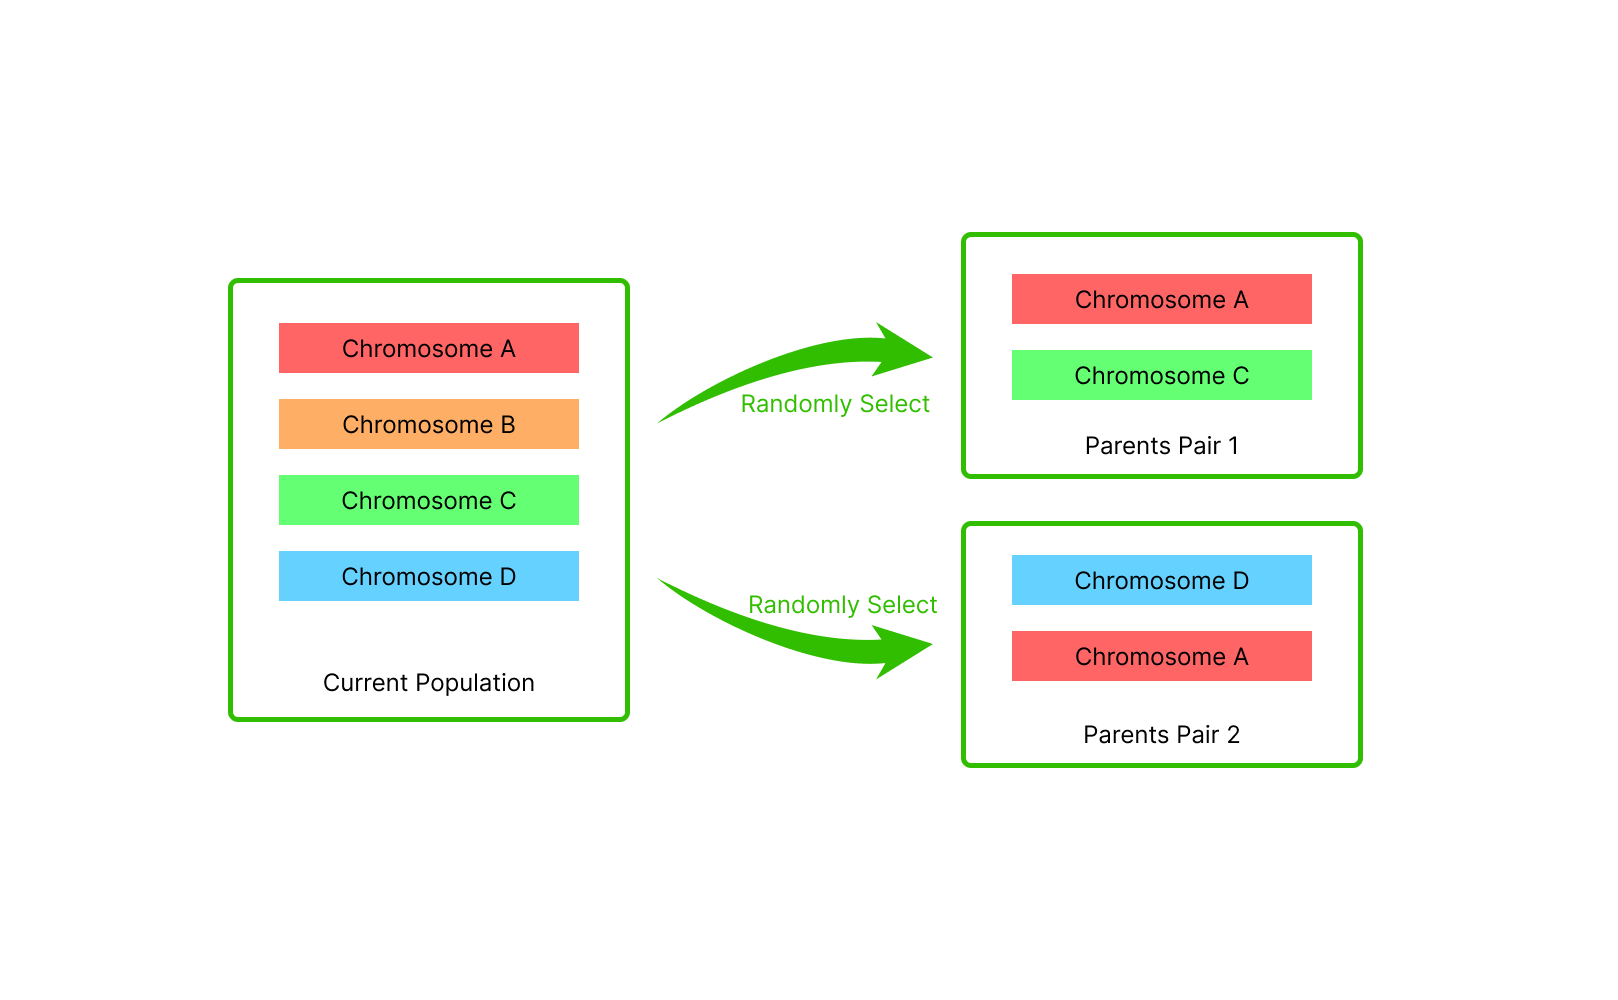 Chromosome A
Chromosome B
Chromosome C
Chromosome D
Current Population
Randomly Select
Randomly Select
Chromosome A
Chromosome C
Parents Pair 1
Chromosome D
Chromosome A
Parents Pair 2